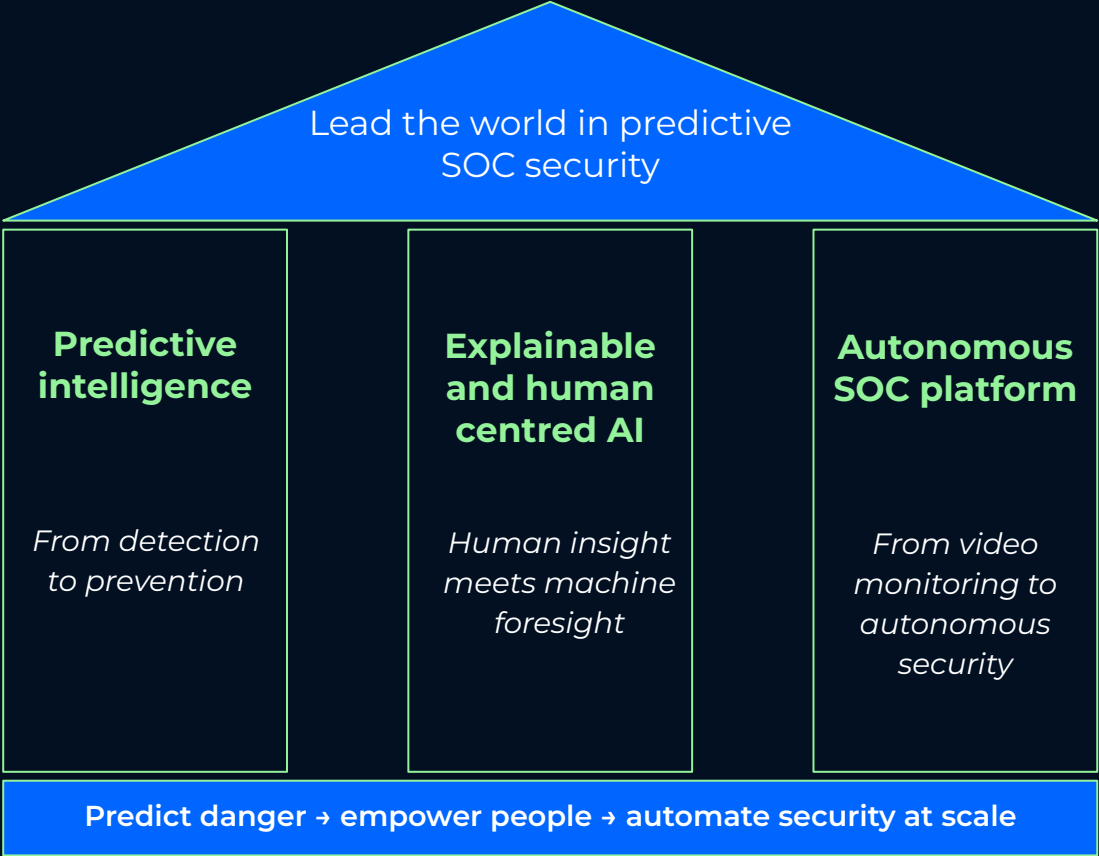 Lead the world in predictive
SOC security
Predictive
intelligence
From detection
to prevention
Explainable
and human
centred AI
Human insight
meets machine
foresight
Autonomous
SOC platform
From video
monitoring to
autonomous
security
Predict danger → empower people → automate security at scale